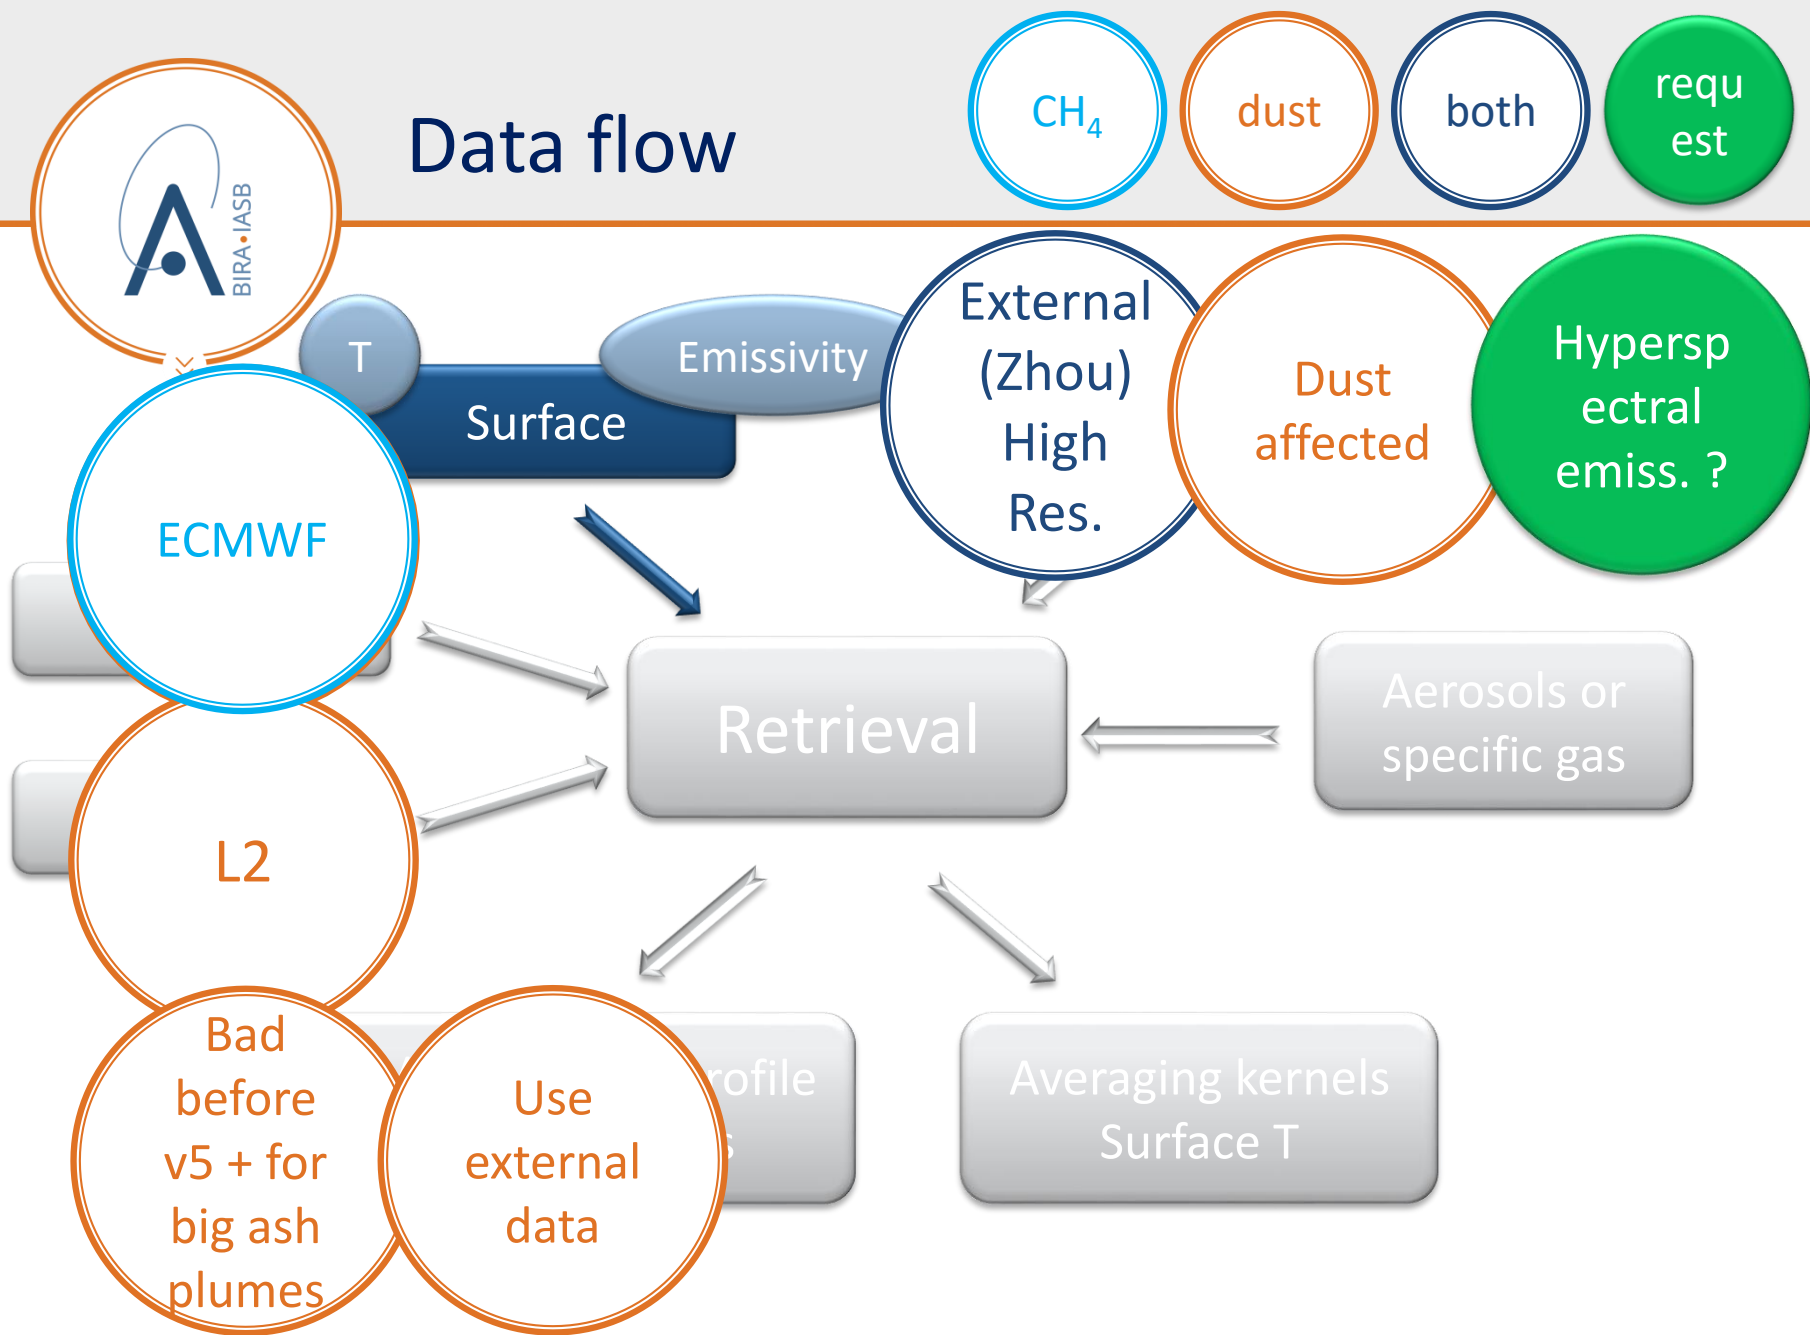 Data flow
CH4
dust
both
requ
est
BIRA•IASB
T
Emissivity
Surface
External
(Zhou)
High
Res.
Dust
affected
Hypersp
ectral
emiss. ?
ECMWF
Retrieval
Aerosols or
specific gas
L2
Bad
before
v5 + for
big ash
plumes
Use
external
data
Averaging kernels
Surface T